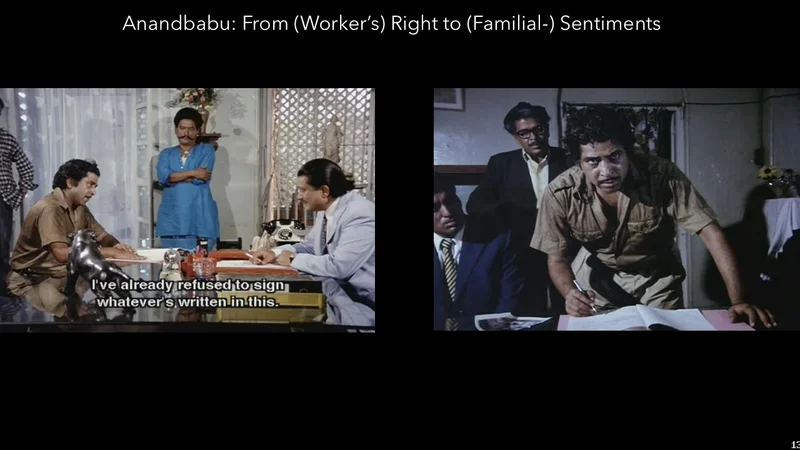 Anandbabu: From (Worker’s) Right to (Familial-) Sentiments
I've already refused to sign
whatever's written in this.
13